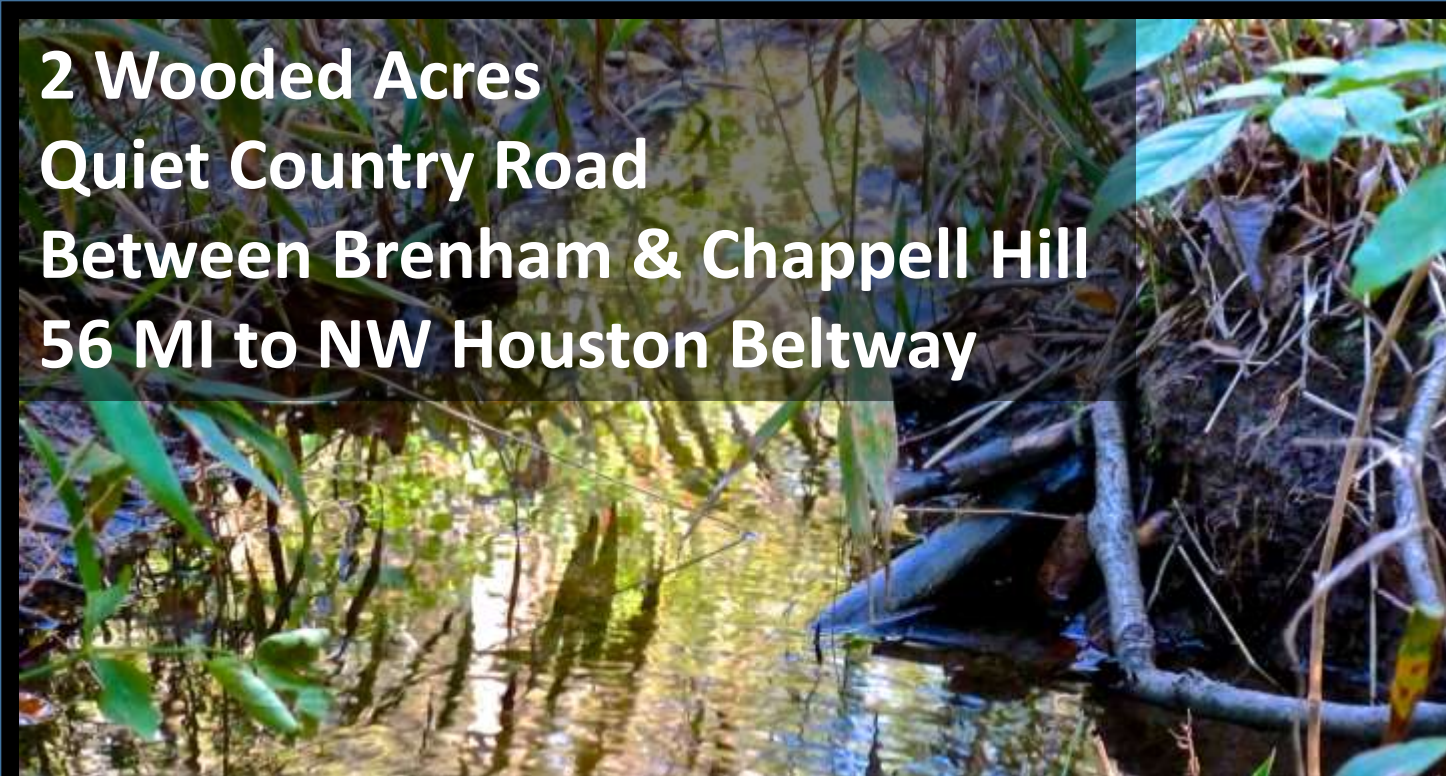 2 Wooded Acres
Quiet Country Road
Between Brenham & Chappell Hill
56 MI to NW Houston Beltway